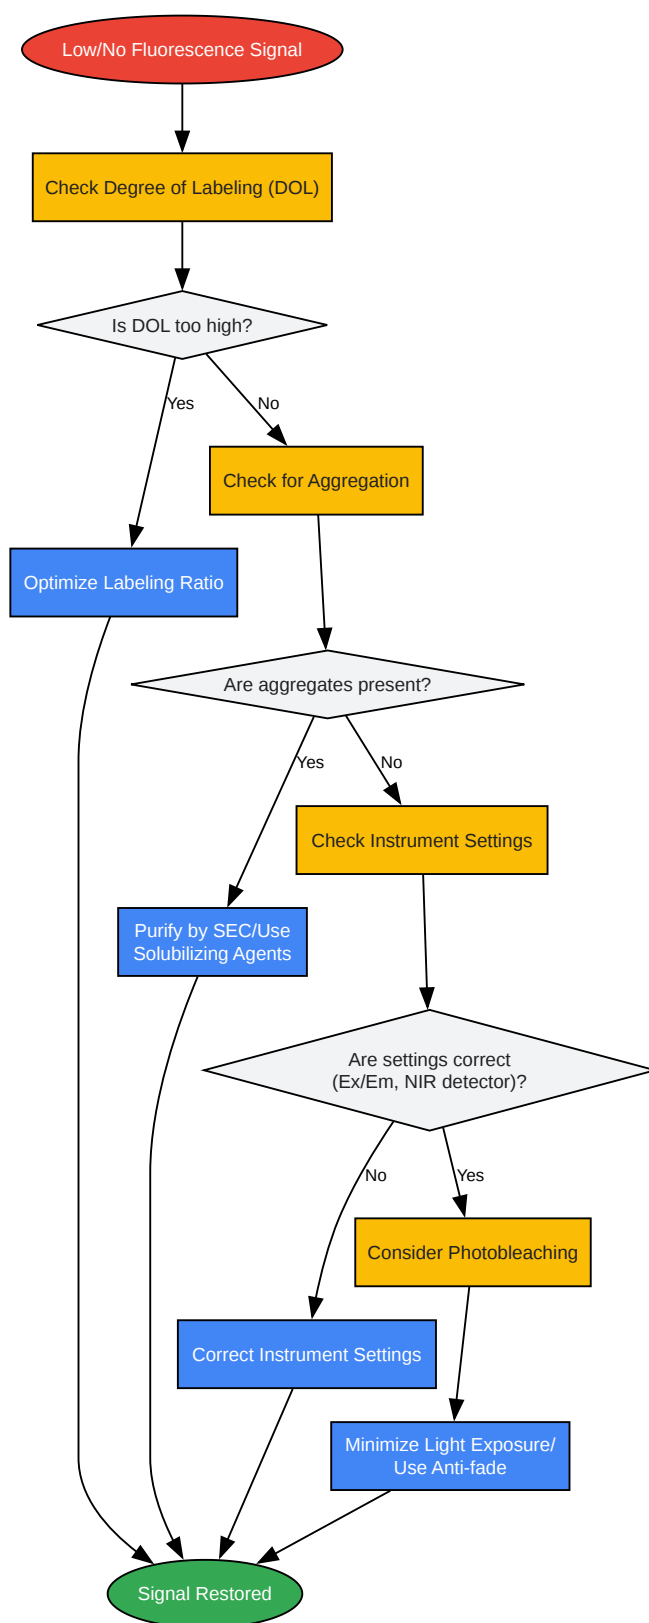 Low/No Fluorescence Signal
Check Degree of Labeling (DOL)
Is DOL too high?
Yes
No
Check for Aggregation
Optimize Labeling Ratio
Are aggregates present?
Yes
No
Check Instrument Settings
Purify by SEC/Use
Solubilizing Agents
Are settings correct
(Ex/Em, NIR detector)?
No
Yes
Consider Photobleaching
Correct Instrument Settings
Minimize Light Exposure/
Use Anti-fade
Signal Restored